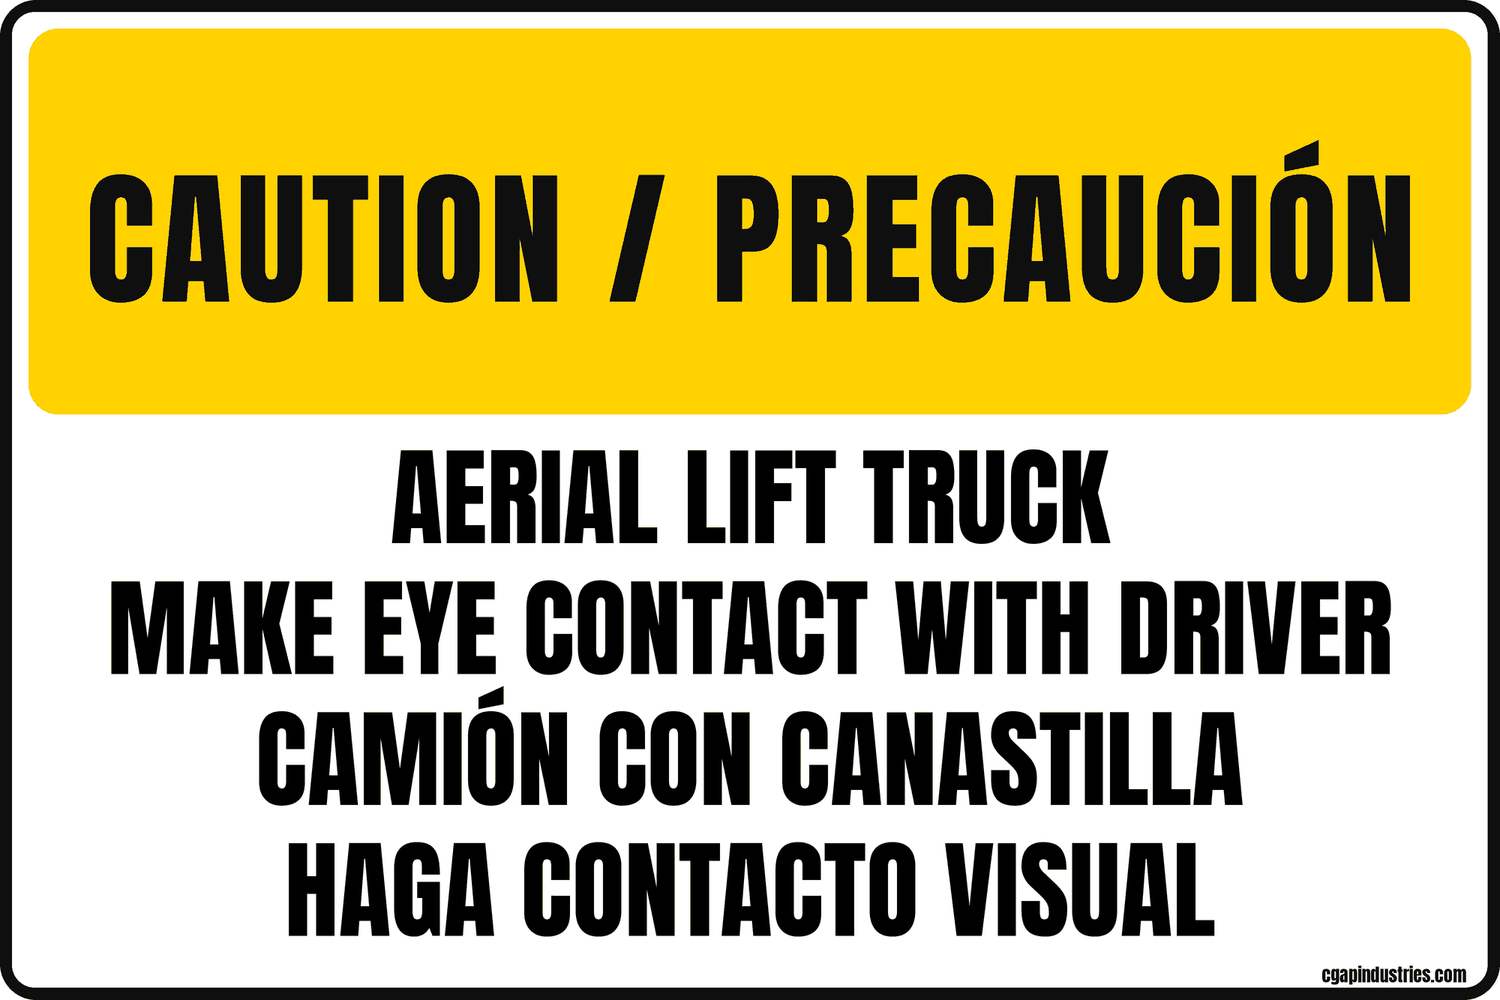 CAUTION / PRECAUCIÓN
AERIAL LIFT TRUCK
MAKE EYE CONTACT WITH DRIVER
CAMIÓN CON CANASTILLA
HAGA CONTACTO VISUAL
cgapindustries.com